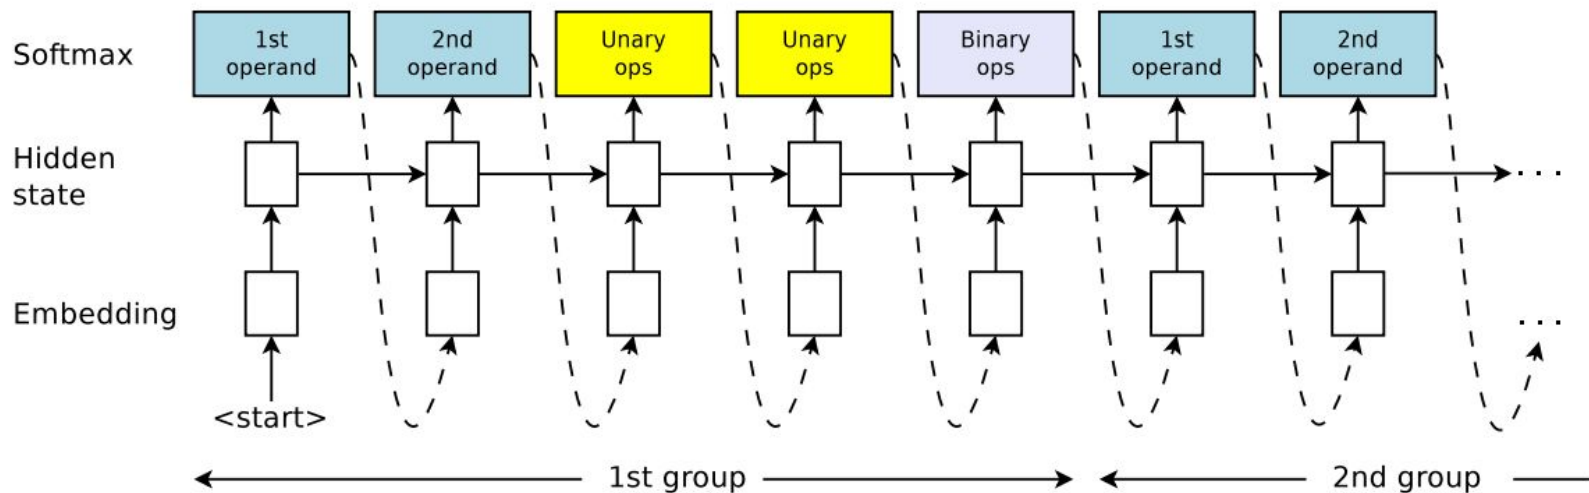 Softmax
1st
operand
2nd
operand
Unary
ops
Unary
ops
Binary
ops
1st
operand
2nd
operand
Hidden
state
. . .
Embedding
. . .
<start>
1st group
2nd group